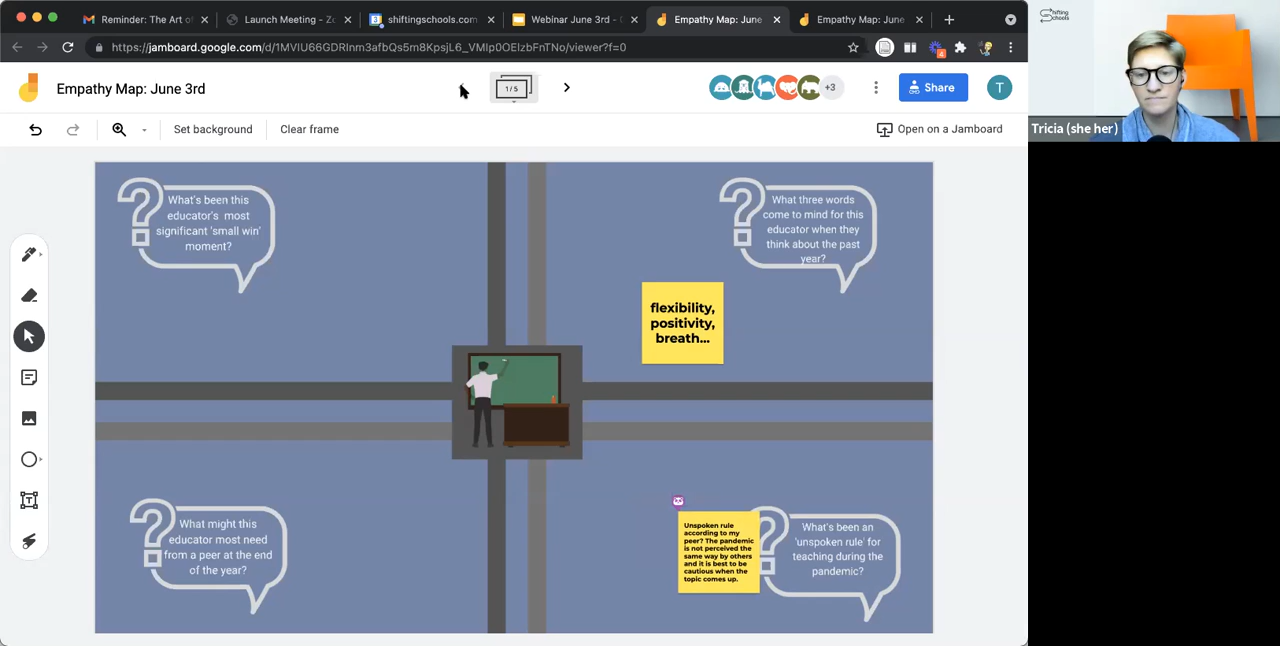 Reminder: The Art of
Launch Meeting - Zo
shiftingschools.com
Webinar June 3rd - G
Empathy Map: June
Empathy Map: June
https://jamboard.google.com/d/1MVIU66GDRInm3afbQs5m8KpsjL6_VMIp0OEIzbFnTNo/viewer?f=0
4
Empathy Map: June 3rd
1/5
+3
Share
T
Set background
Clear frame
Open on a Jamboard
What's been this
educator's most
significant 'small win'
moment?
What three words
come to mind for this
educator when they
think about the past
year?
flexibility,
positivity,
breath...
What might this
educator most need
from a peer at the end
of the year?
Unspoken rule
according to my
peer? The pandemic
is not perceived the
same way by others
and it is best to be
cautious when the
topic comes up.
What's been an
'unspoken rule' for
teaching during the
pandemic?
Shifting
Schools
Tricia (she her)